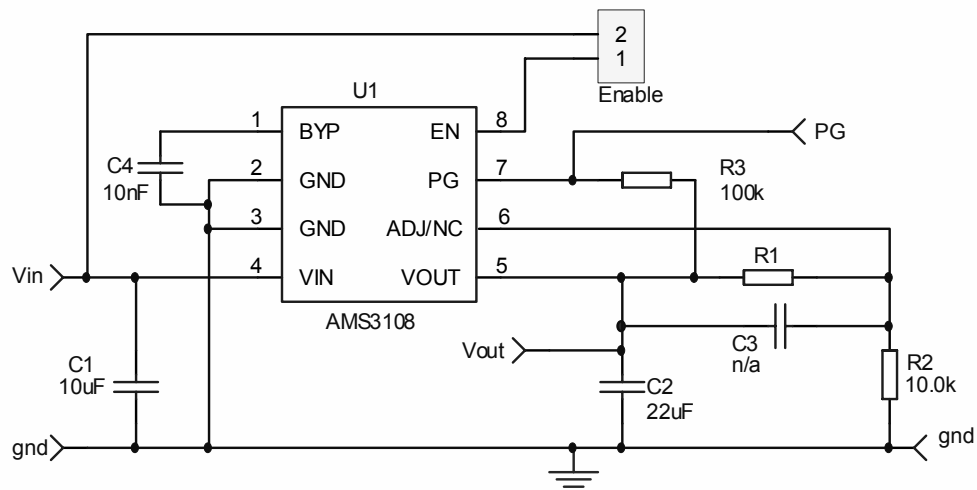 2
1
Enable
U1
1
BYP
EN
8
PG
C4
10nF
2
GND
PG
7
R3
100k
3
GND
ADJ/NC
6
Vin
4
VIN
VOUT
5
R1
AMS3108
Vout
C3
n/a
C1
10uF
C2
22uF
R2
10.0k
gnd
gnd